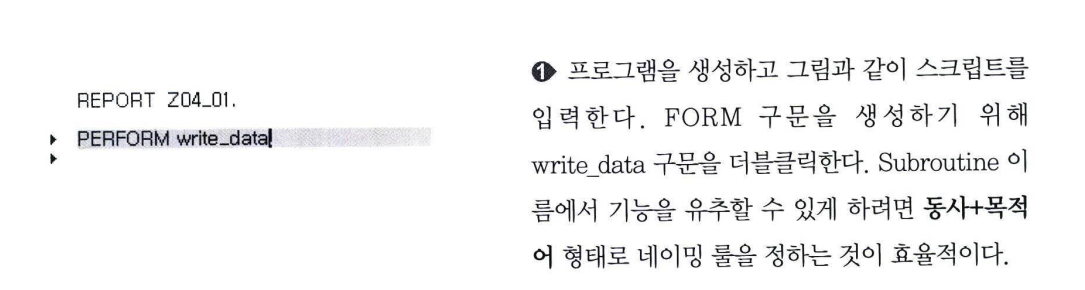 REPORT Z04_01.
PERFORM write_data
❶ 프로그램을 생성하고 그림과 같이 스크립트를
입력한다. FORM 구문을 생성하기 위해
write_data 구문을 더블클릭한다. Subroutine 이
름에서 기능을 유추할 수 있게 하려면 동사+목적
어 형태로 네이밍 룰을 정하는 것이 효율적이다.